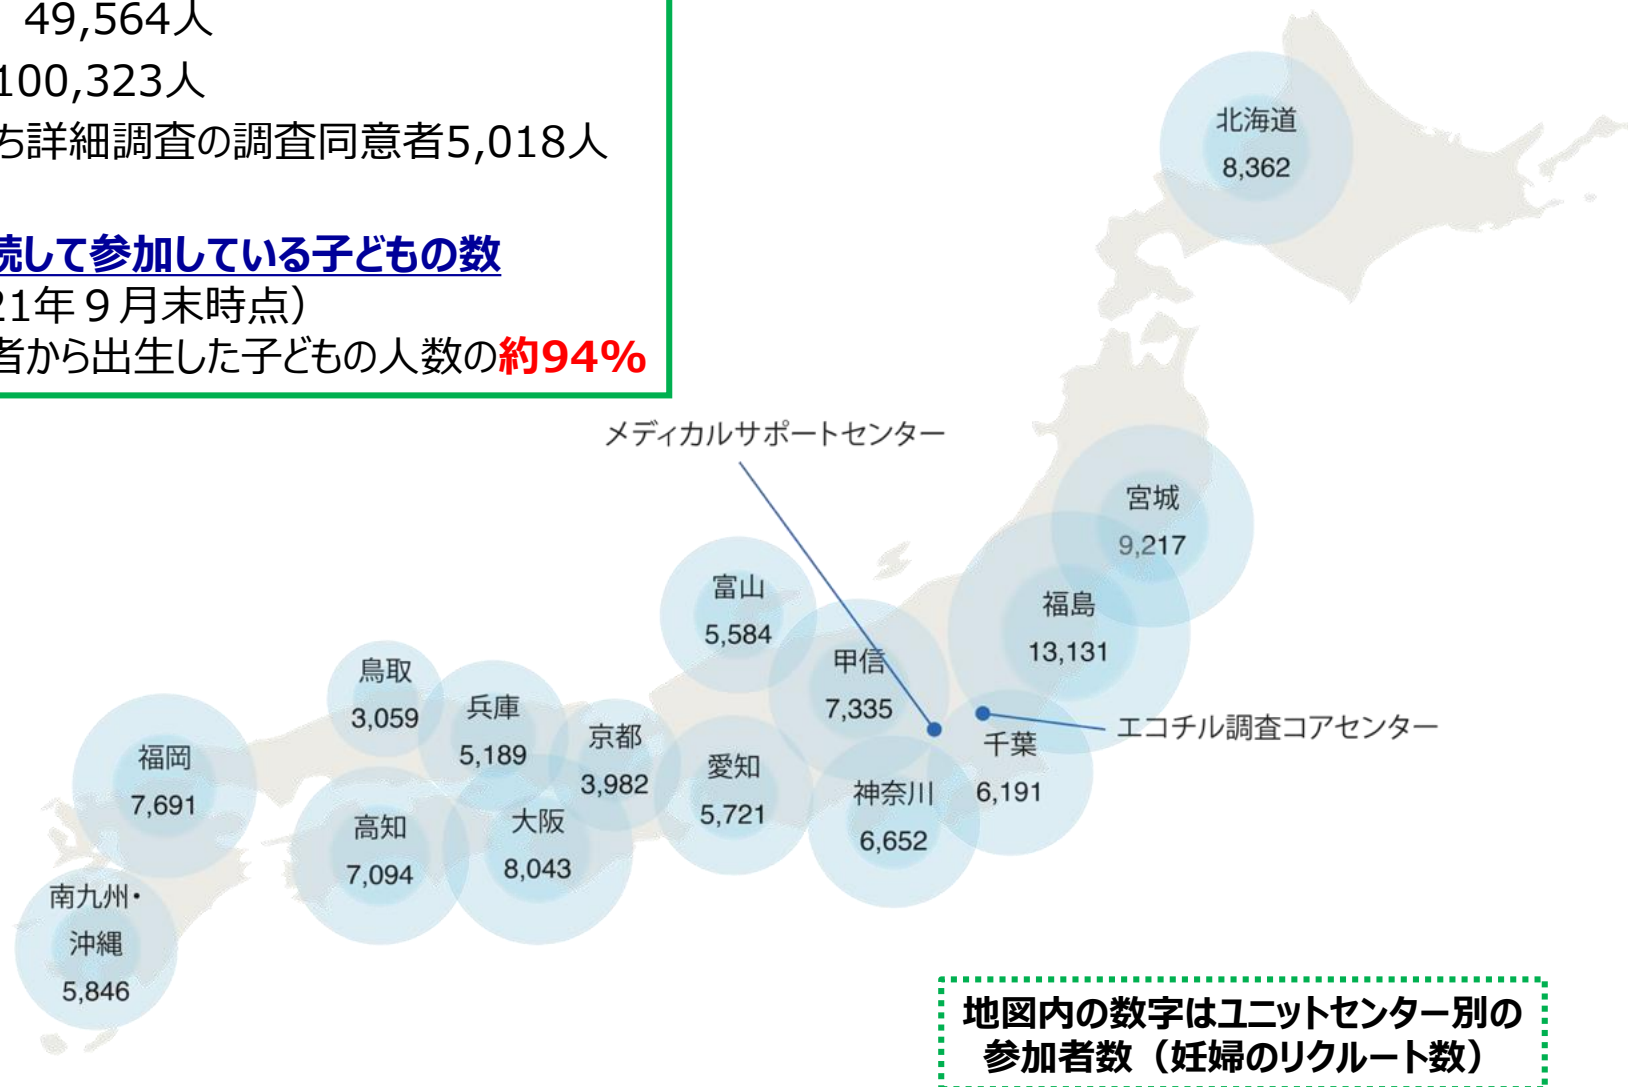 49,564人
100,323人
ち詳細調査の調査同意者5,018人
続して参加している子どもの数
21年９月末時点）
者から出生した子どもの人数の約94%
北海道
8,362
メディカルサポートセンター
宮城
9,217
富山
5,584
福島
13,131
甲信
7,335
鳥取
3,059
兵庫
5,189
京都
3,982
エコチル調査コアセンター
千葉
6,191
福岡
7,691
愛知
5,721
神奈川
6,652
高知
7,094
大阪
8,043
南九州・
沖縄
5,846
地図内の数字はユニットセンター別の
参加者数（妊婦のリクルート数）